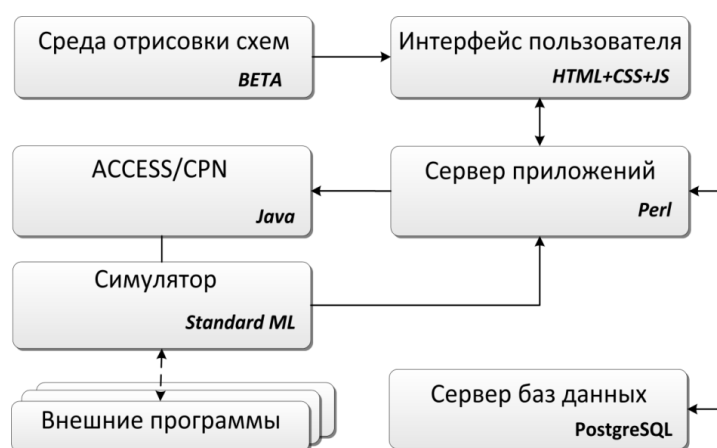 Среда отрисовки схем
BETA
Интерфейс пользователя
HTML+CSS+JS
ACCESS/CPN
Java
Сервер приложений
Perl
Симулятор
Standard ML
Внешние программы
Сервер баз данных
PostgreSQL